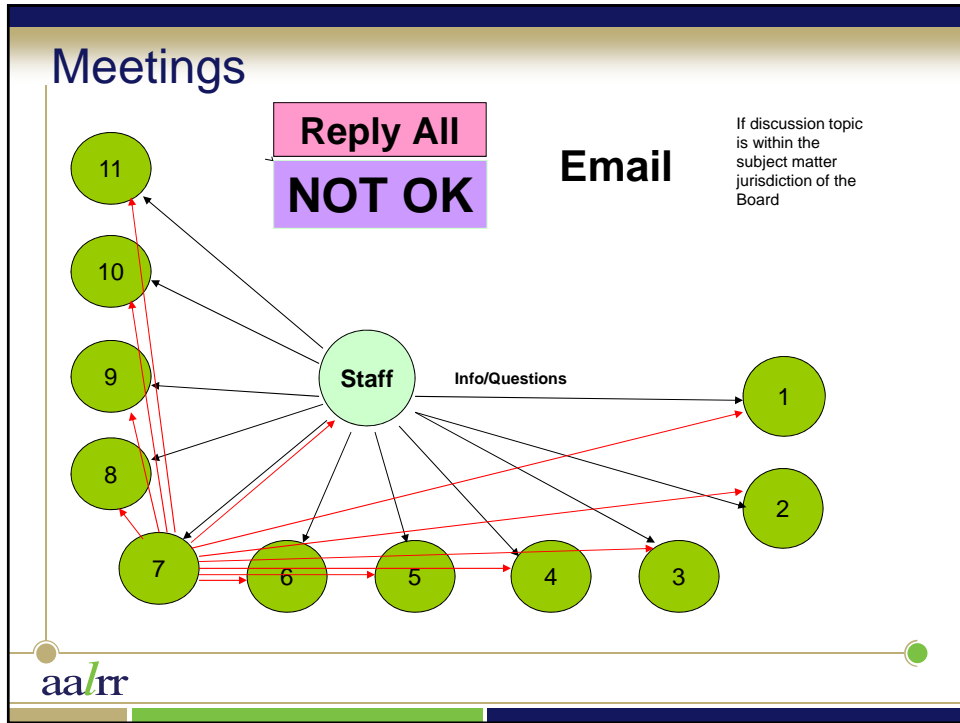 Meetings
Reply All
NOT OK
Email
If discussion topic
is within the
subject matter
jurisdiction of the
Board
11
10
9
8
7
Staff
Info/Questions
1
2
6
5
4
3
aalrr